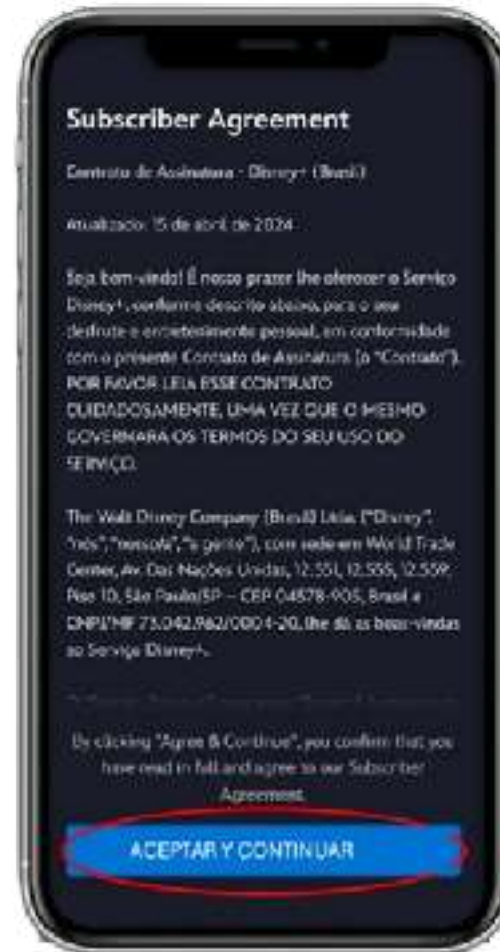 Subscriber Agreement
Contrato de Assinatura - Disney+ (Brasil)
Atualizado: 15 de abril de 2024
Seja bem-vindo! É nosso prazer lhe oferecer o Serviço
Disney+, conforme descrito abaixo, para o seu
desfrute e entretenimento pessoal, em conformidade
com o presente Contrato de Assinatura (o "Contrato").
POR FAVOR LEIA ESSE CONTRATO
CUIDADOSAMENTE, UMA VEZ QUE O MESMO
GOVERNARA OS TERMOS DO SEU USO DO
SERVIÇO.
The Walt Disney Company (Brasil) Ltda. ("Disney",
"nós", "nosso/a", "a gente"), com sede em World Trade
Center, Av. Das Nações Unidas, 12.551, 12.555, 12.559,
Piso 10, São Paulo/SP – CEP 04578-905, Brasil e
CNPJ/MF 73.042.962/0004-20, lhe dá as boas-vindas
ao Serviço Disney+.
By clicking "Agree & Continue", you confirm that you
have read in full and agree to our Subscriber
Agreement.
ACEPTAR Y CONTINUAR